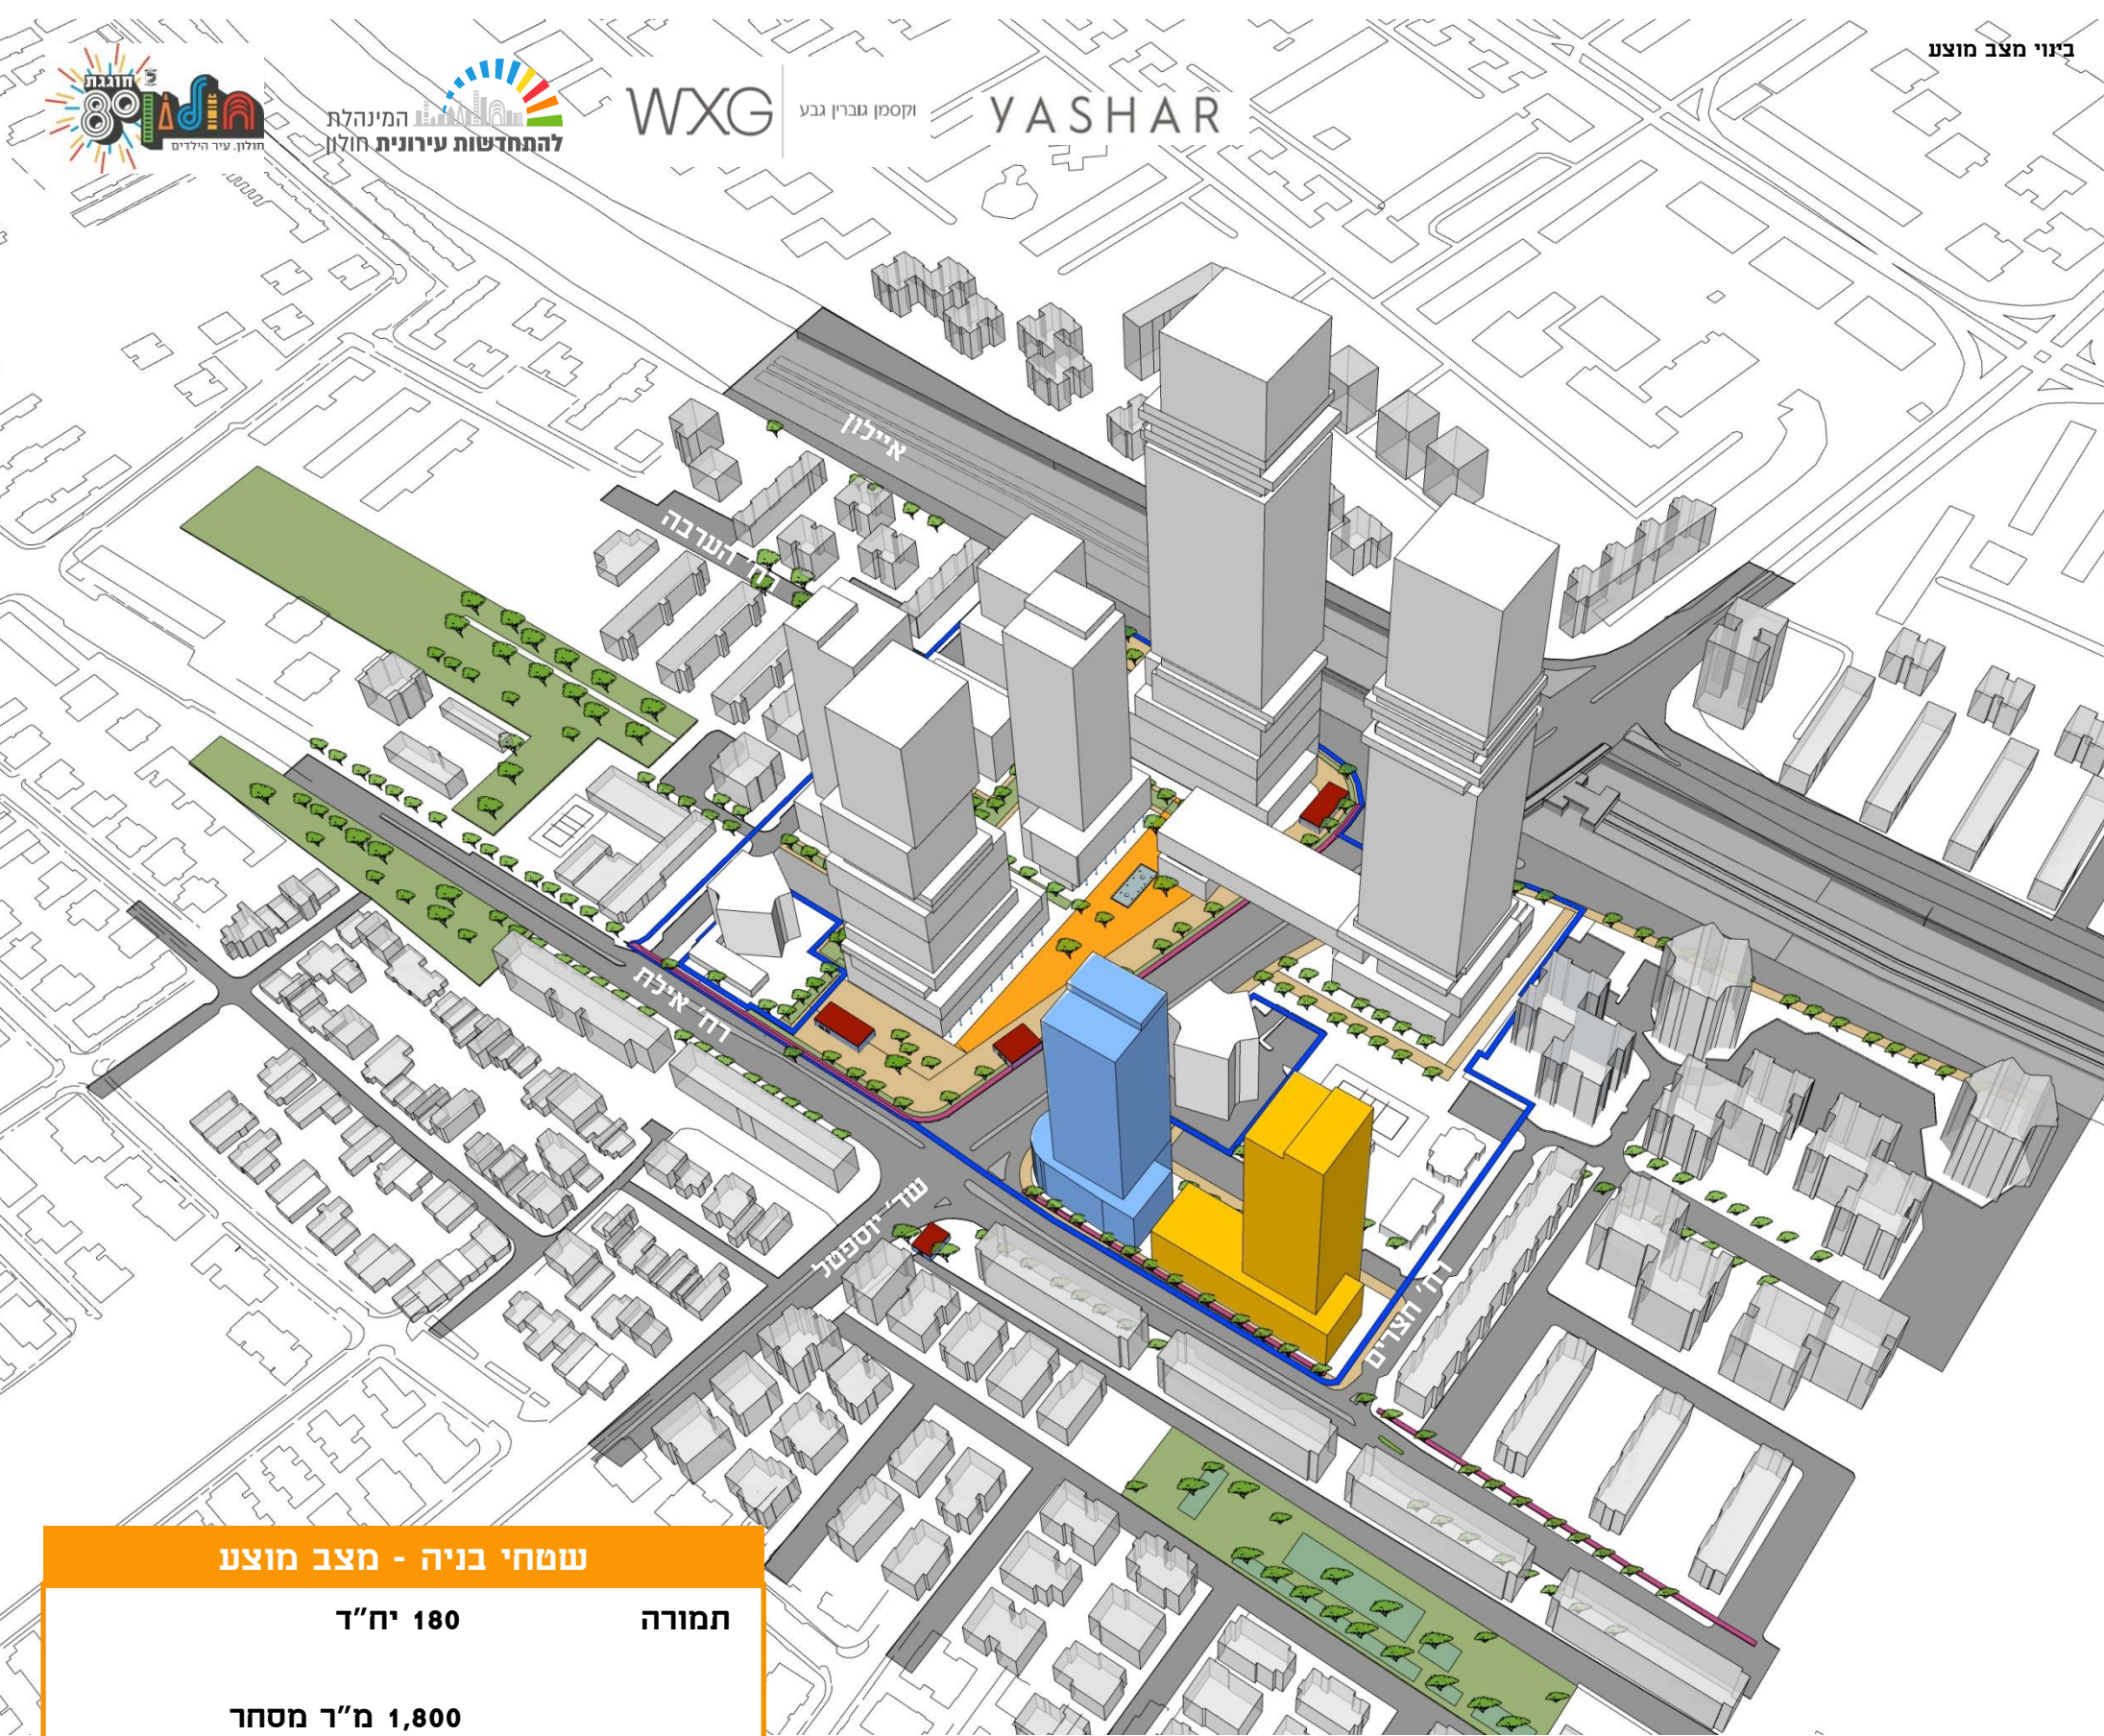 בינוי מצב מוצע
חוגגת
חולון 80
חולון. עיר הילדים
המינהלת
להתחדשות עירונית חולון
WXG
וקסמן גוברין גבע
YASHAR
איילון
רח' הערבה
רח' אילת
שד' יוספטל
רח' חצרים
שטחי בניה - מצב מוצע
תמורה 180 יח"ד
1,800 מ"ר מסחר